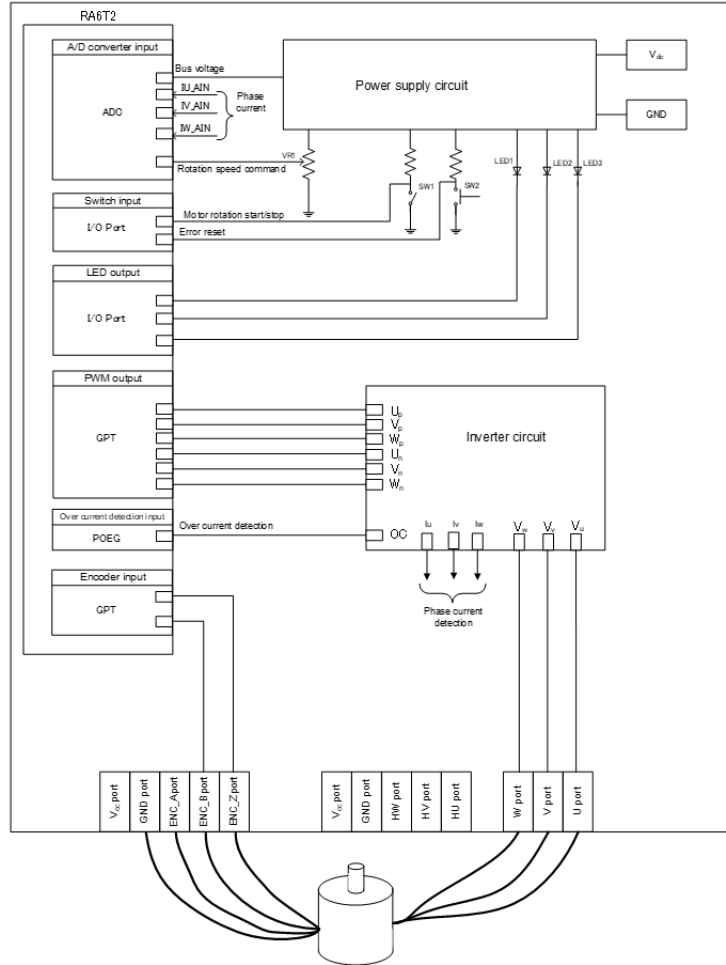 RA6T2
A/D converter input
ADC
Bus voltage
IU_AIN
IV_AIN
IW_AIN
Phase
current
VR1
Rotation speed command
Power supply circuit
Vdc
GND
LED1
LED2
LED3
SW1
SW2
Switch input
I/O Port
Motor rotation start/stop
Error reset
LED output
I/O Port
PWM output
GPT
Inverter circuit
Up
Vp
Wp
Un
Vn
Wn
Over current detection input
POEG
Over current detection
OC
Iu
Iv
Iw
Vw
Vv
Vu
Phase current
detection
Encoder input
GPT
Vcc port
GND port
ENC_A port
ENC_B port
ENC_Z port
Vcc port
GND port
HW port
HV port
HU port
W port
V port
U port